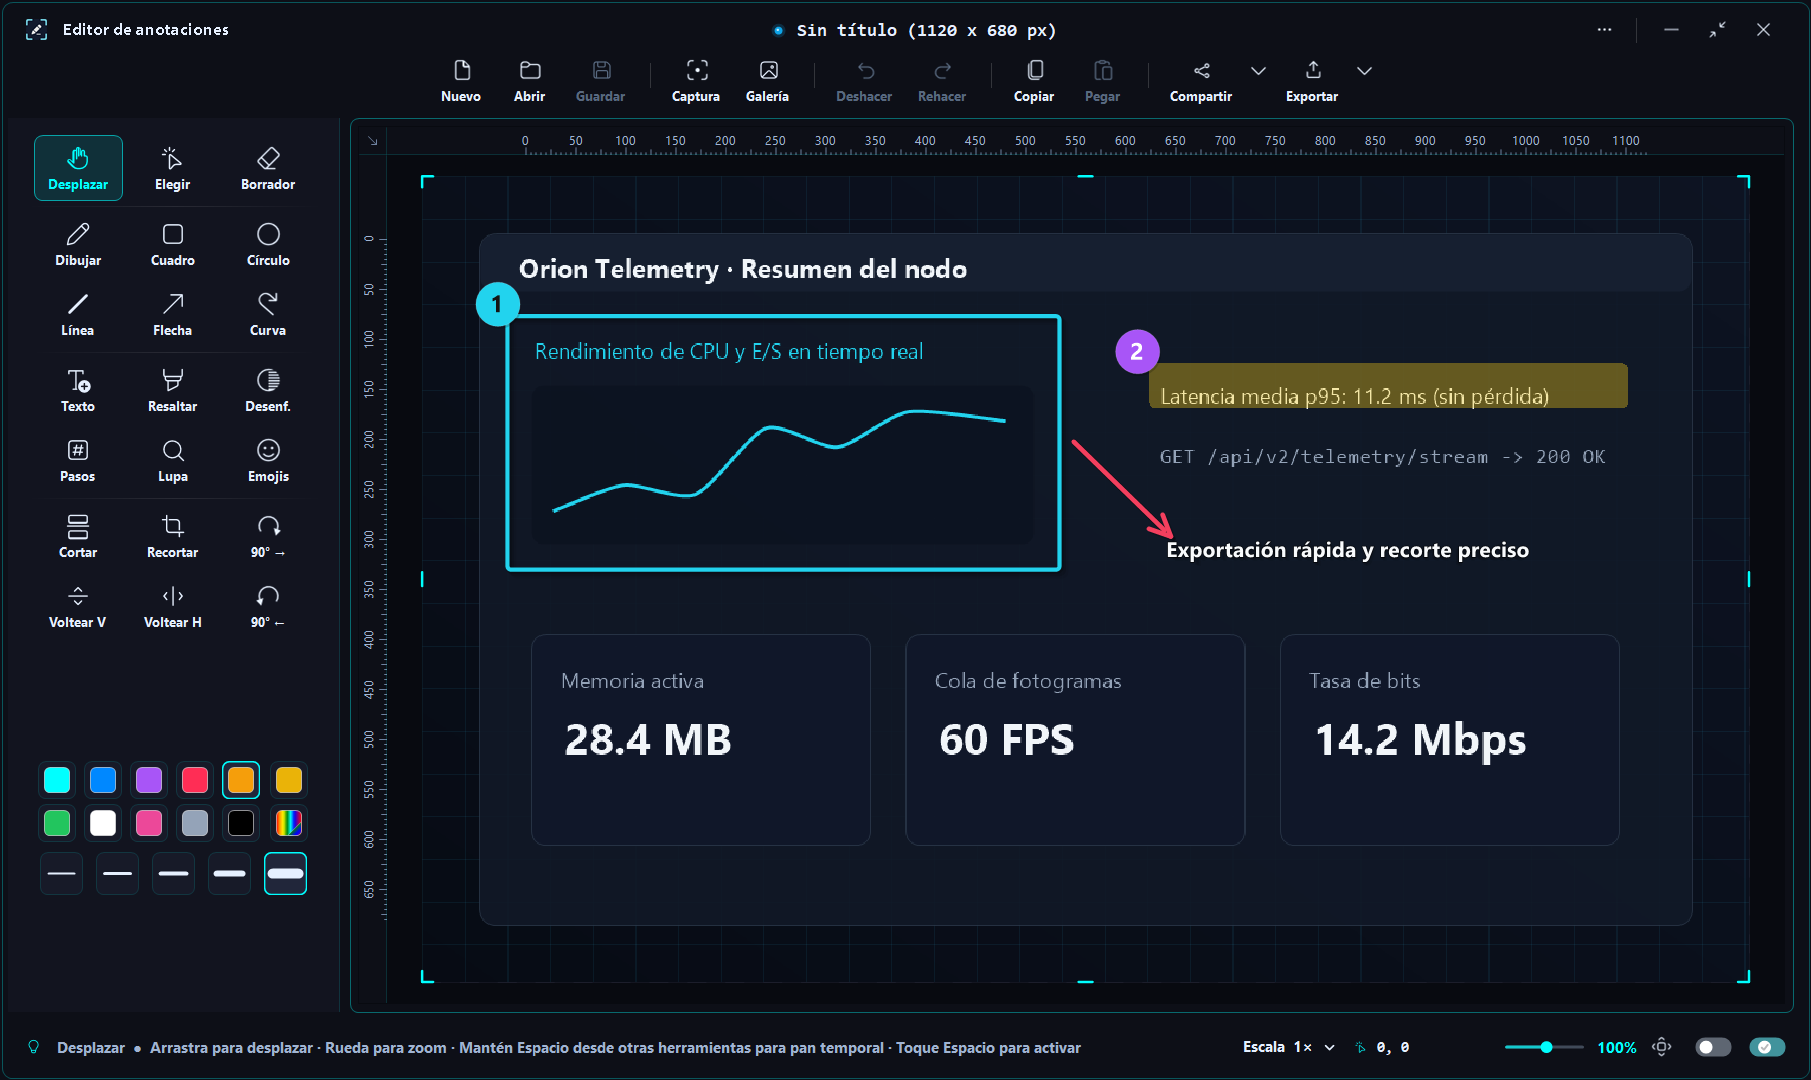 Editor de anotaciones
Sin título (1120 x 680 px)
Nuevo Abrir Guardar Captura Galería Deshacer Rehacer Copiar Pegar Compartir Exportar
Desplazar Elegir Borrador
Dibujar Cuadro Círculo
Línea Flecha Curva
Texto Resaltar Desenf.
Pasos Lupa Emojis
Cortar Recortar 90° →
Voltear V Voltear H 90° ←
0 50 100 150 200 250 300 350 400 450 500 550 600 650 700 750 800 850 900 950 1000 1050 1100
0 50 100 150 200 250 300 350 400 450 500 550 600 650
Orion Telemetry · Resumen del nodo
1
Rendimiento de CPU y E/S en tiempo real
2
Latencia media p95: 11.2 ms (sin pérdida)
GET /api/v2/telemetry/stream -> 200 OK
Exportación rápida y recorte preciso
Memoria activa
28.4 MB
Cola de fotogramas
60 FPS
Tasa de bits
14.2 Mbps
Desplazar • Arrastra para desplazar · Rueda para zoom · Mantén Espacio desde otras herramientas para pan temporal · Toque Espacio para activar
Escala 1× 0, 0 100%